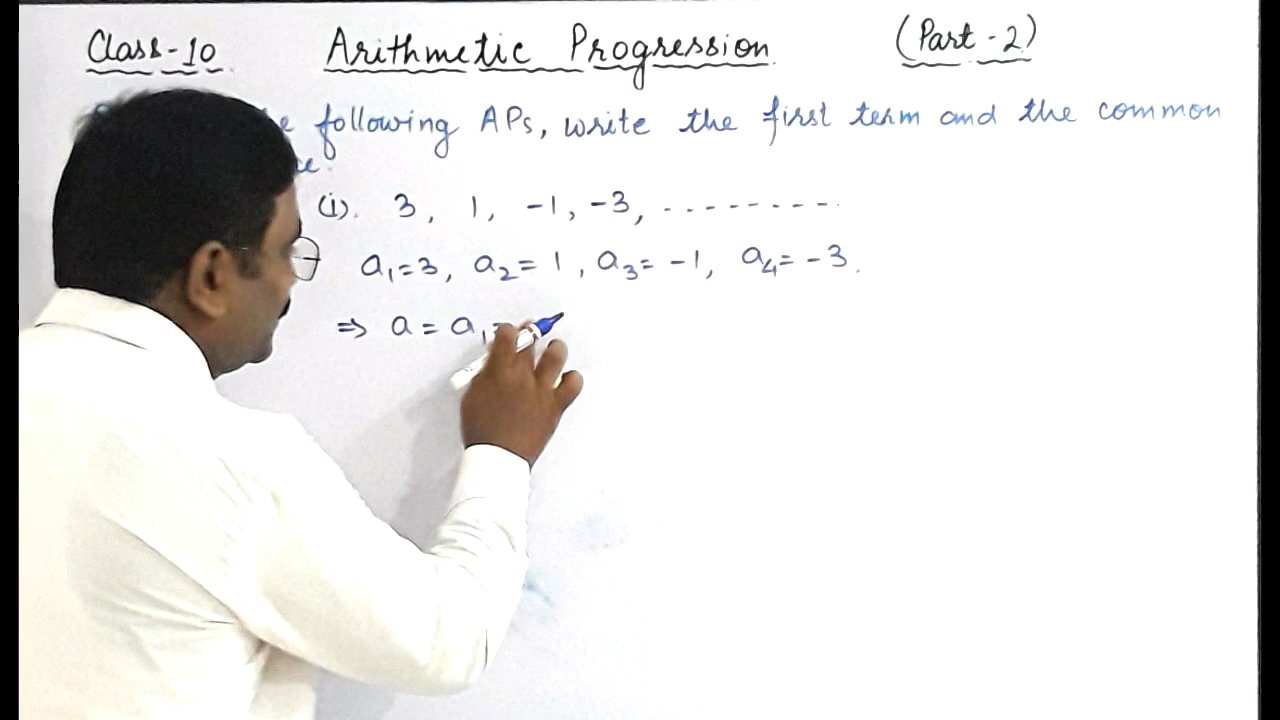 Class-10 Arithmetic Progression (Part-2)
following APs, write the first term and the common
(i). 3, 1, -1, -3, ---------
a₁=3, a₂=1, a₃=-1, a₄=-3.
⇒ a = a₁=